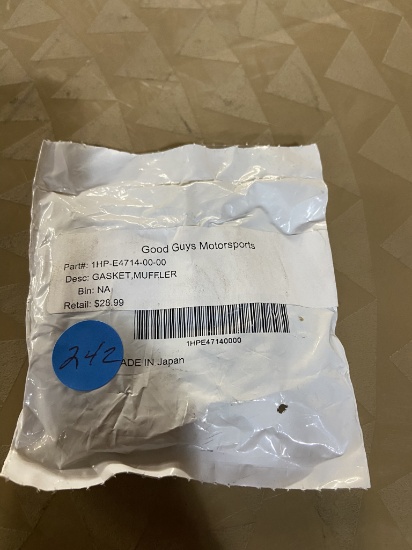 Good Guys Motorsports
Part#: 1HP-E4714-00-00
Desc: GASKET,MUFFLER
Bin: NA
Retail: $28.99
1HPE47140000
242
ADE IN Japan